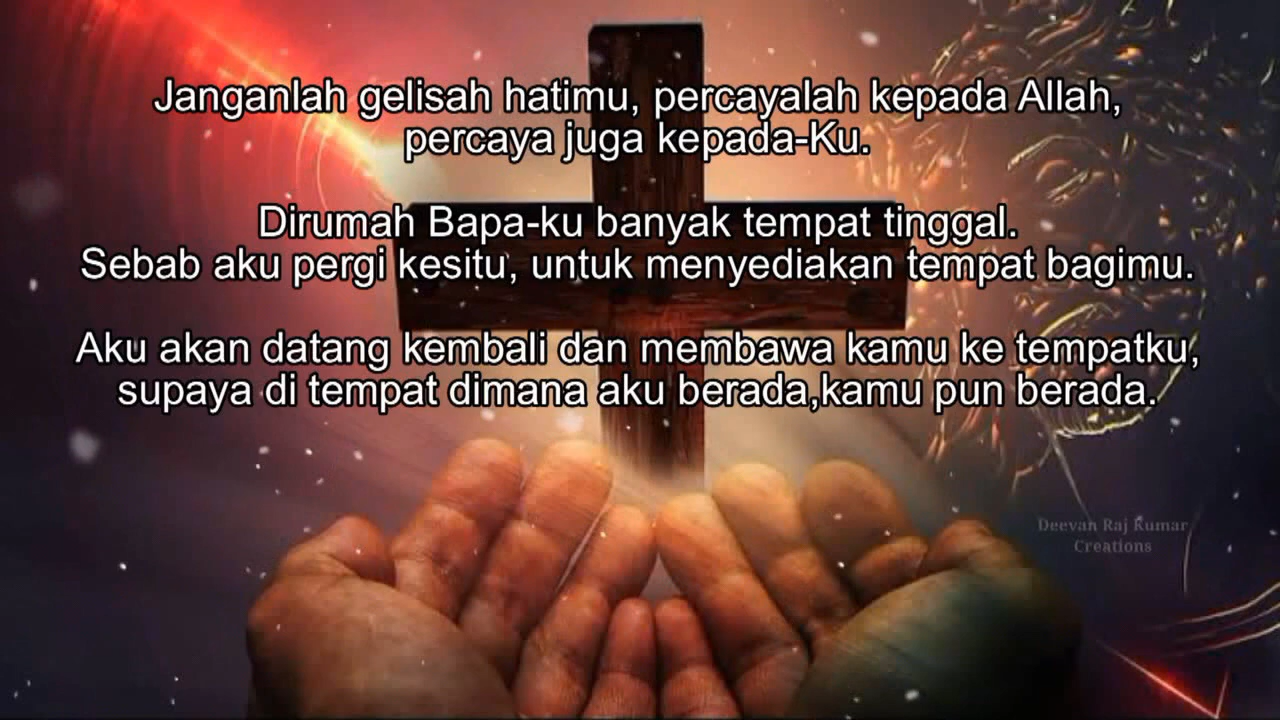 Janganlah gelisah hatimu, percayalah kepada Allah,
percaya juga kepada-Ku.
Dirumah Bapa-ku banyak tempat tinggal.
Sebab aku pergi kesitu, untuk menyediakan tempat bagimu.
Aku akan datang kembali dan membawa kamu ke tempatku,
supaya di tempat dimana aku berada,kamu pun berada.
Deevan Raj Kumar
Creations